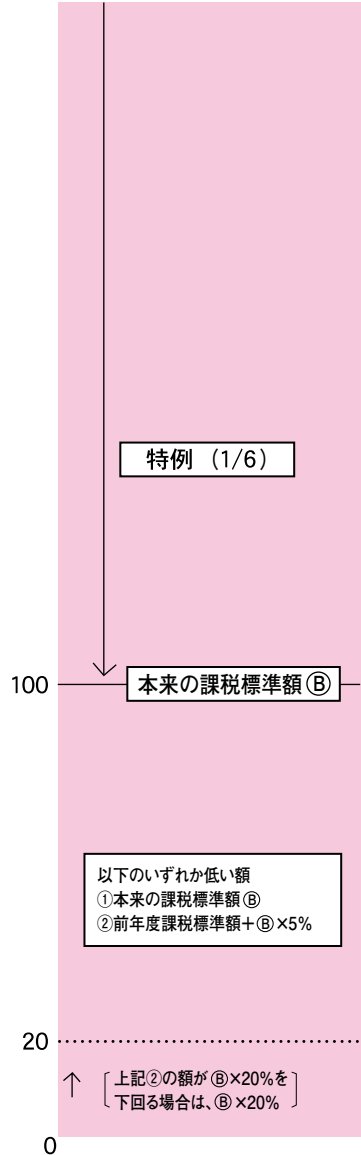 特例 (1/6)
100
本来の課税標準額Ⓑ
以下のいずれか低い額
①本来の課税標準額Ⓑ
②前年度課税標準額+Ⓑ×5%
20
上記②の額がⒷ×20%を
下回る場合は、Ⓑ×20%
0